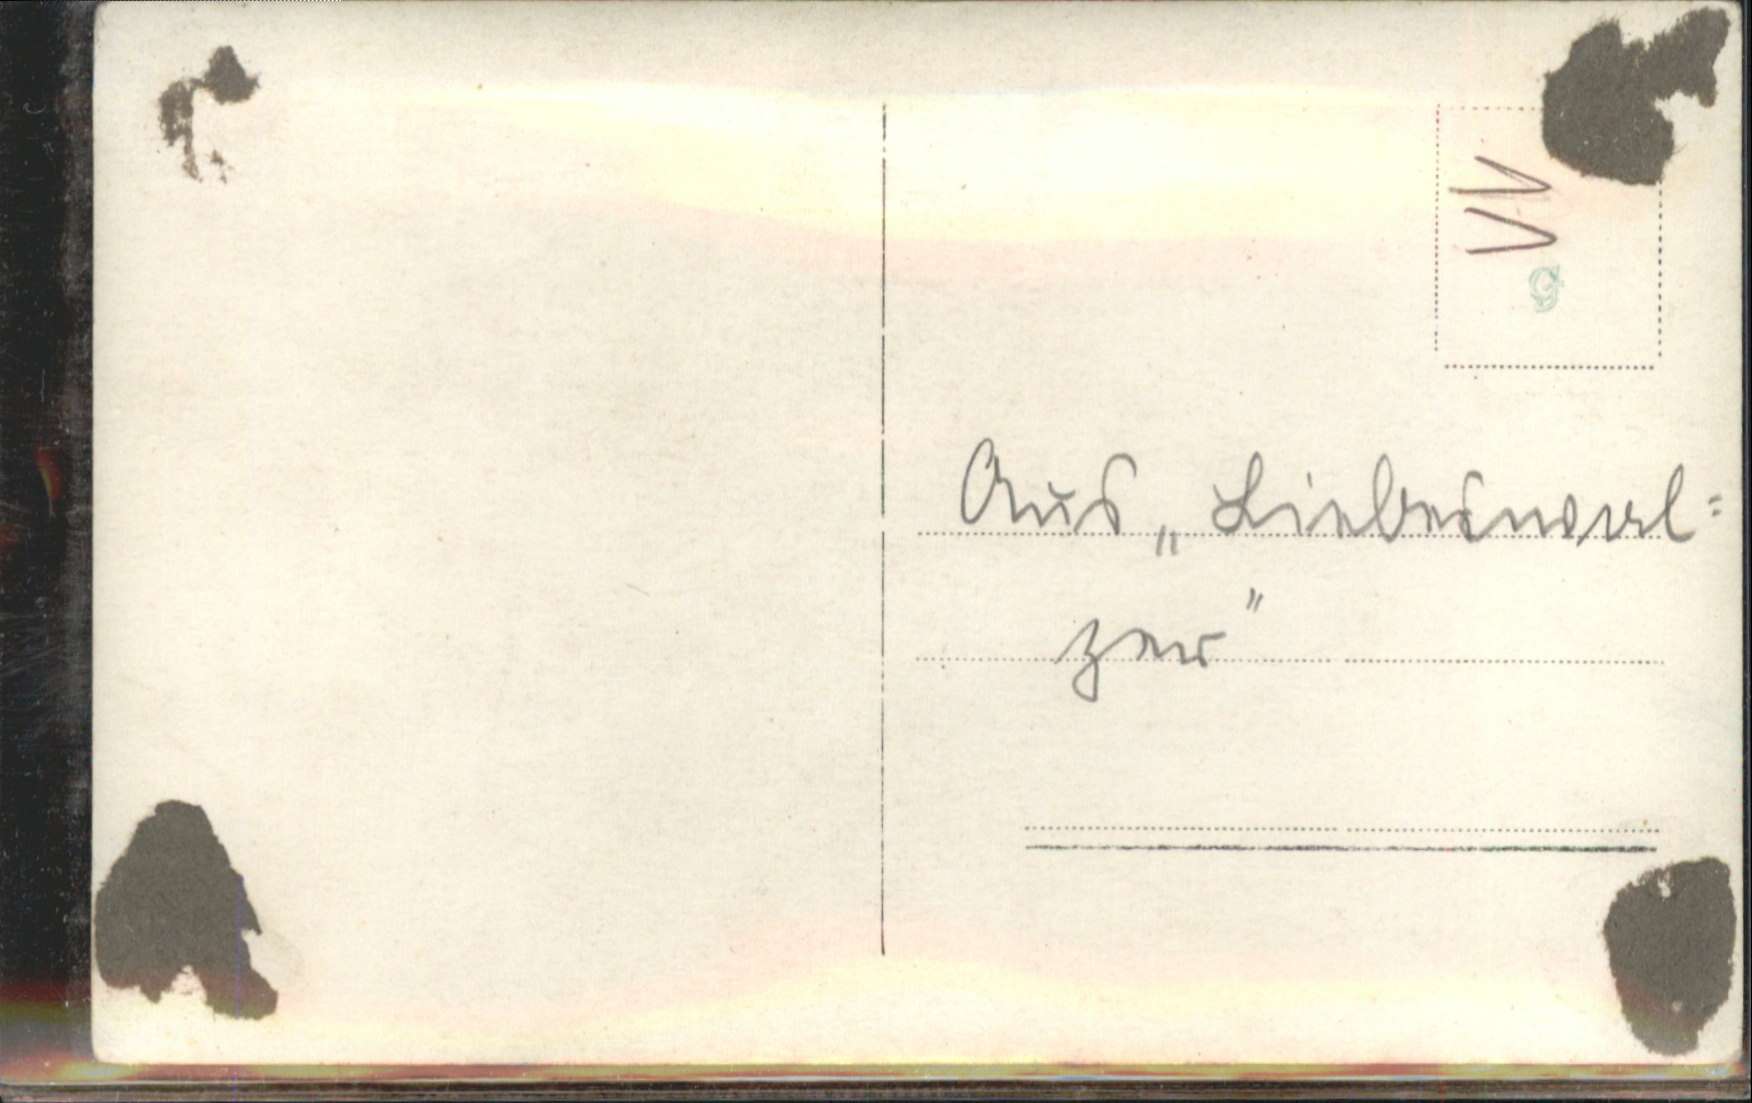 Aus „Liebeswal=
zer"